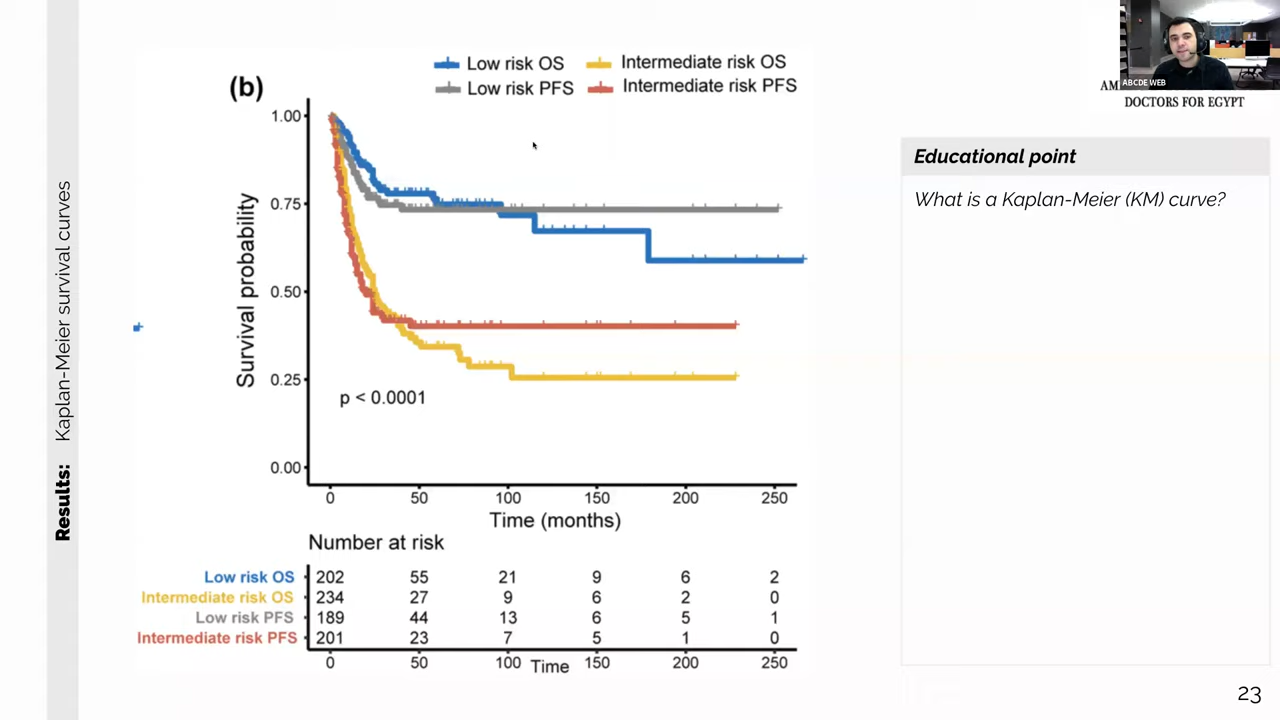 Results: Kaplan-Meier survival curves
(b)
Low risk OS
Intermediate risk OS
Low risk PFS
Intermediate risk PFS
Survival probability
1.00
0.75
0.50
0.25
0.00
p < 0.0001
0 50 100 150 200 250
Time (months)
Number at risk
Low risk OS 202 55 21 9 6 2
Intermediate risk OS 234 27 9 6 2 0
Low risk PFS 189 44 13 6 5 1
Intermediate risk PFS 201 23 7 5 1 0
0 50 100 150 200 250
Time
ABCDE WEB
AM
DOCTORS FOR EGYPT
Educational point
What is a Kaplan-Meier (KM) curve?
23